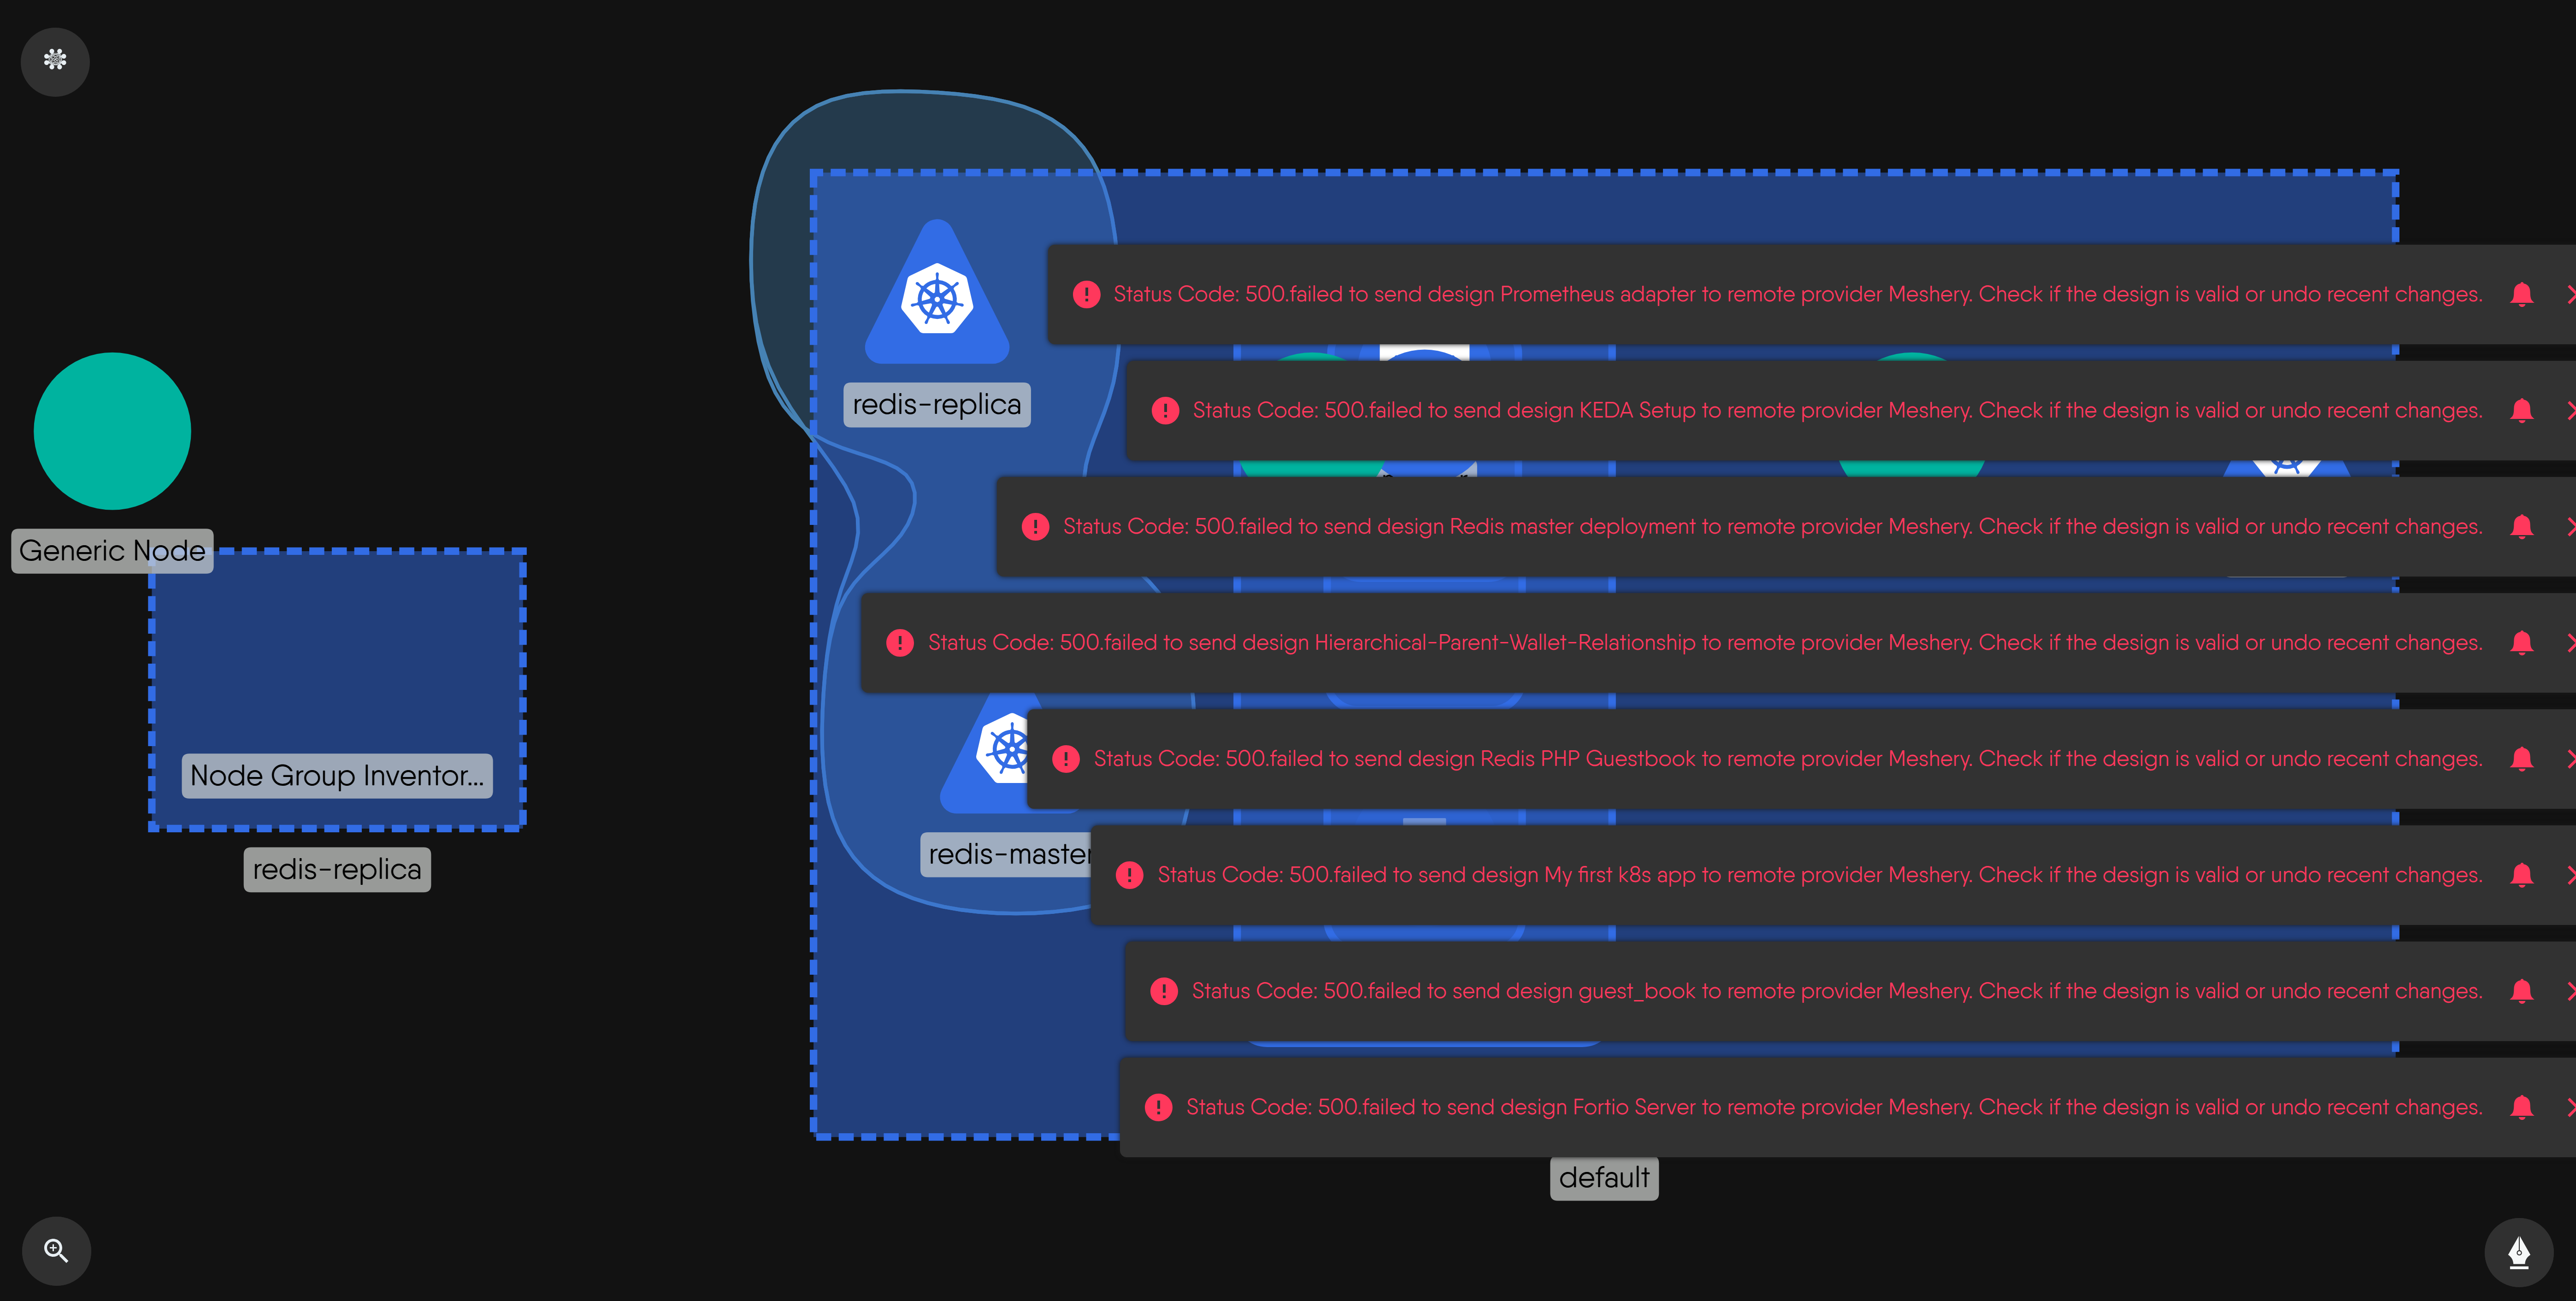 redis-replica
Status Code: 500.failed to send design Prometheus adapter to remote provider Meshery. Check if the design is valid or undo recent changes.
Status Code: 500.failed to send design KEDA Setup to remote provider Meshery. Check if the design is valid or undo recent changes.
Status Code: 500.failed to send design Redis master deployment to remote provider Meshery. Check if the design is valid or undo recent changes.
Generic Node
Status Code: 500.failed to send design Hierarchical-Parent-Wallet-Relationship to remote provider Meshery. Check if the design is valid or undo recent changes.
Status Code: 500.failed to send design Redis PHP Guestbook to remote provider Meshery. Check if the design is valid or undo recent changes.
Node Group Inventor...
redis-master
Status Code: 500.failed to send design My first k8s app to remote provider Meshery. Check if the design is valid or undo recent changes.
redis-replica
Status Code: 500.failed to send design guest_book to remote provider Meshery. Check if the design is valid or undo recent changes.
Status Code: 500.failed to send design Fortio Server to remote provider Meshery. Check if the design is valid or undo recent changes.
default